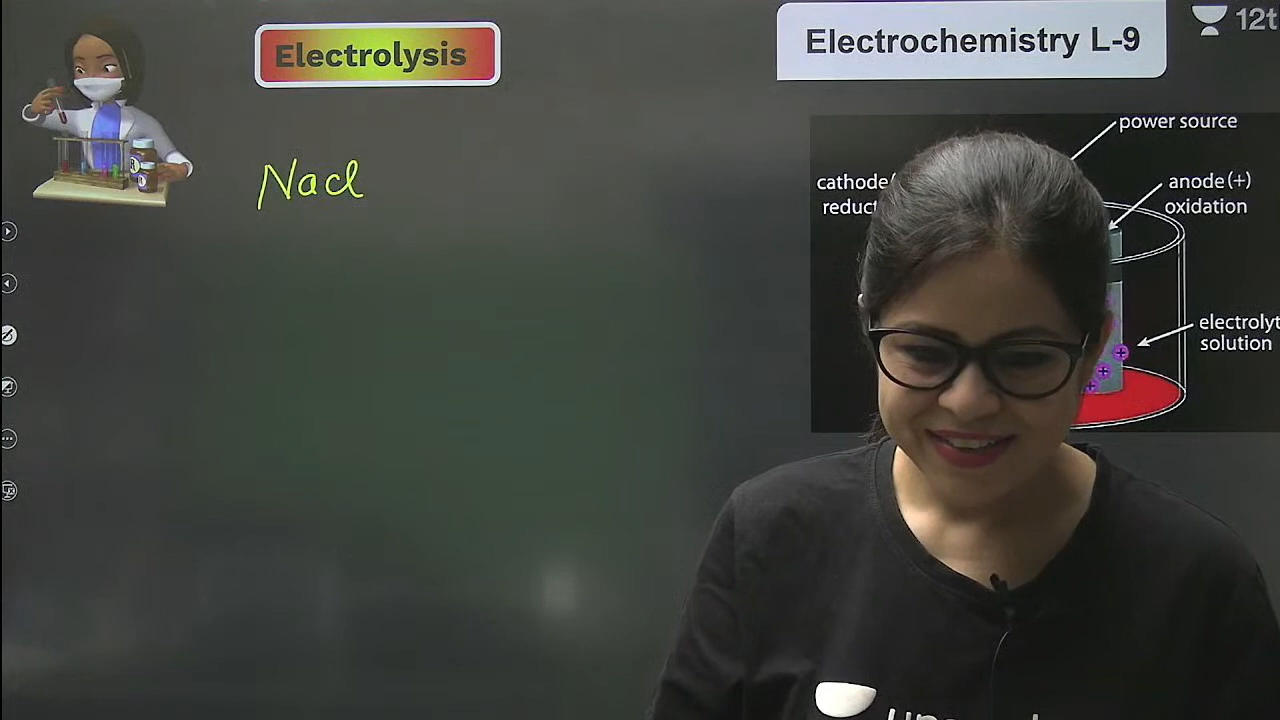 Electrolysis
Electrochemistry L-9
12t
NaCl
power source
cathode(
reduct
anode(+)
oxidation
electrolyt
solution